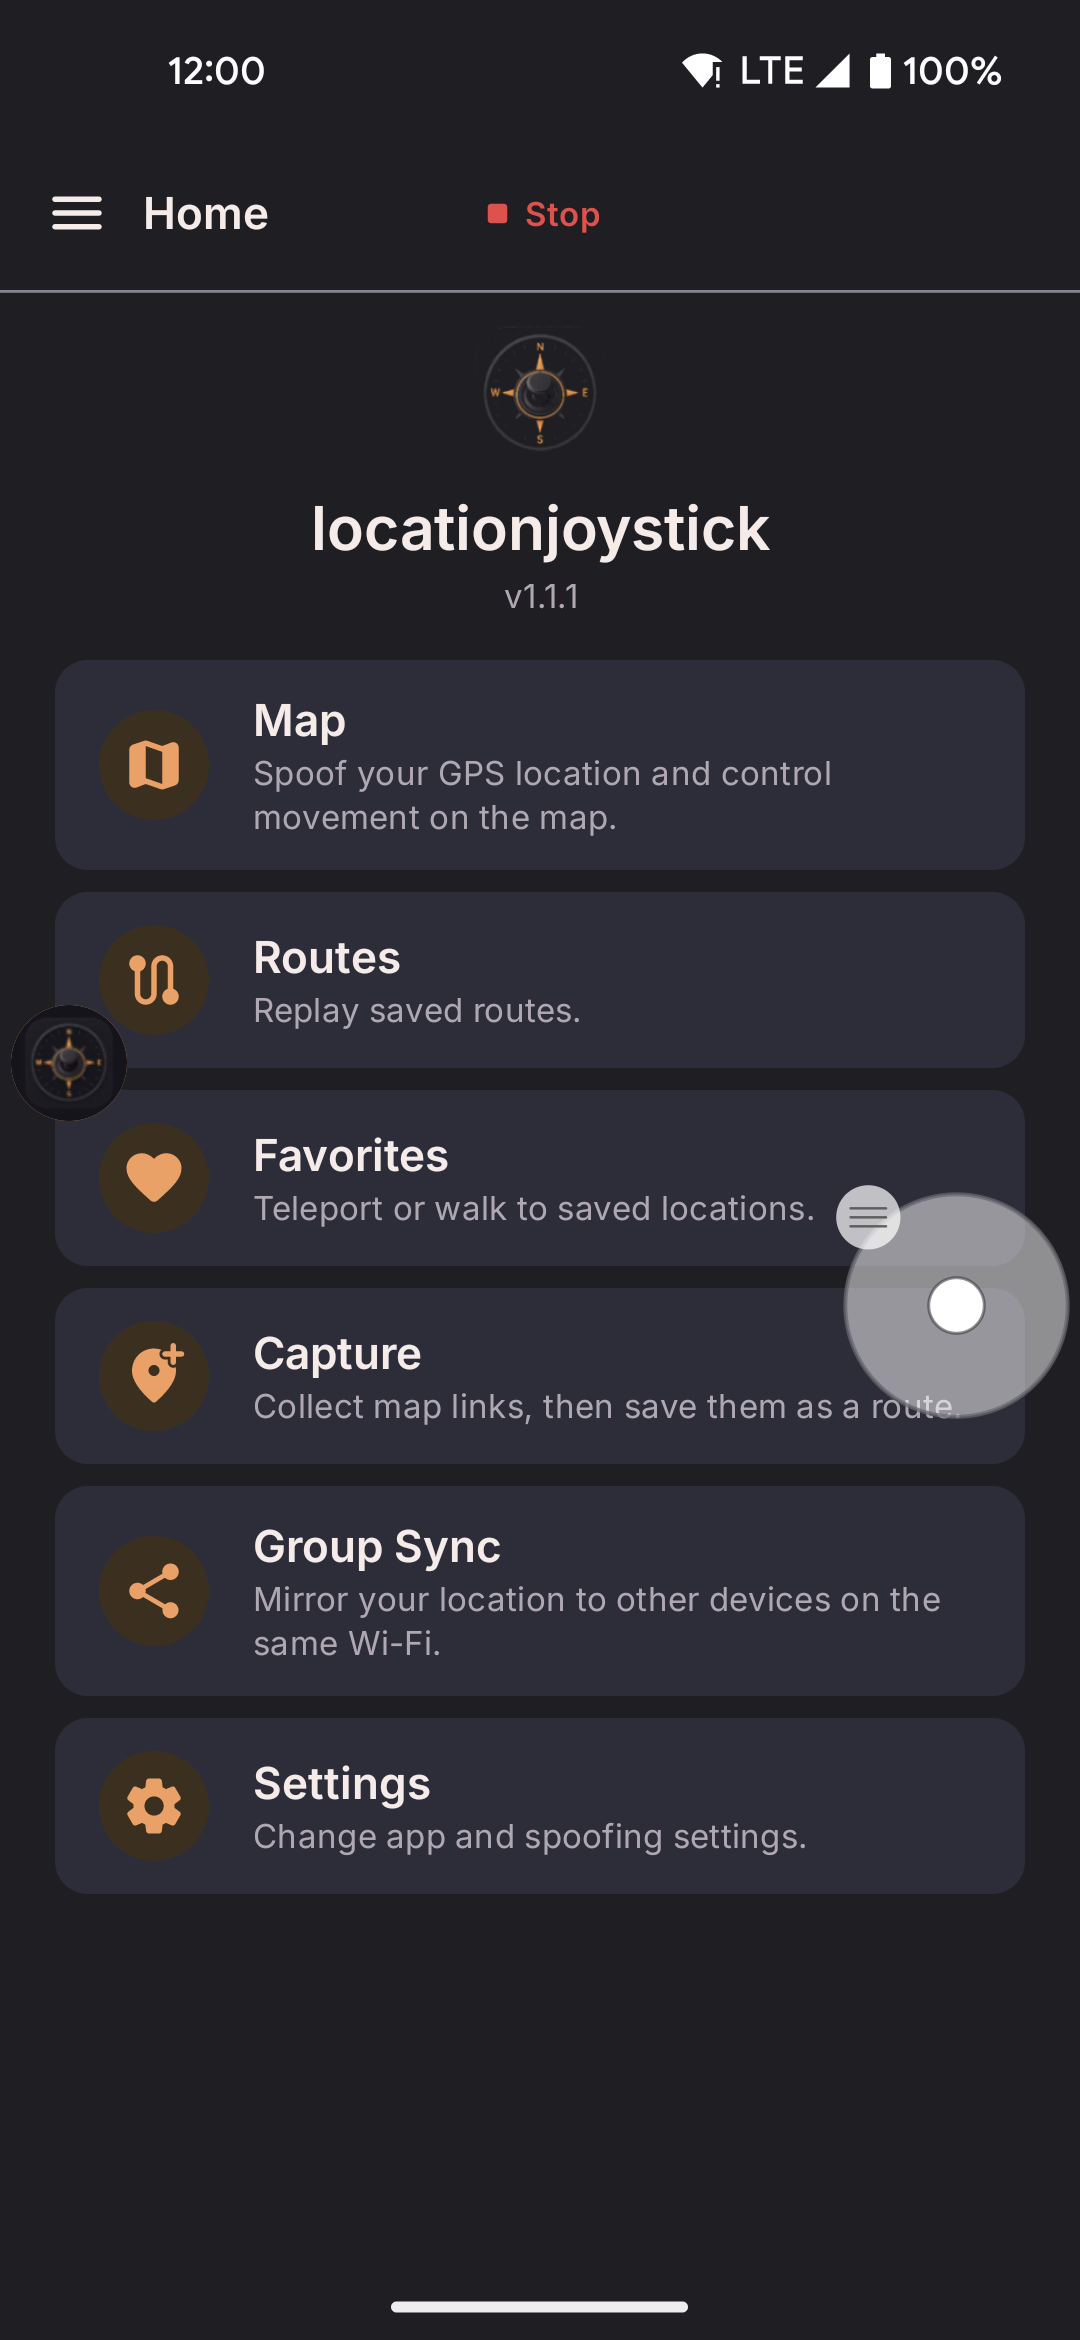 12:00 LTE 100%
Home Stop
N
W E
S
locationjoystick
v1.1.1
Map
Spoof your GPS location and control
movement on the map.
Routes
Replay saved routes.
Favorites
Teleport or walk to saved locations.
Capture
Collect map links, then save them as a route.
Group Sync
Mirror your location to other devices on the
same Wi-Fi.
Settings
Change app and spoofing settings.